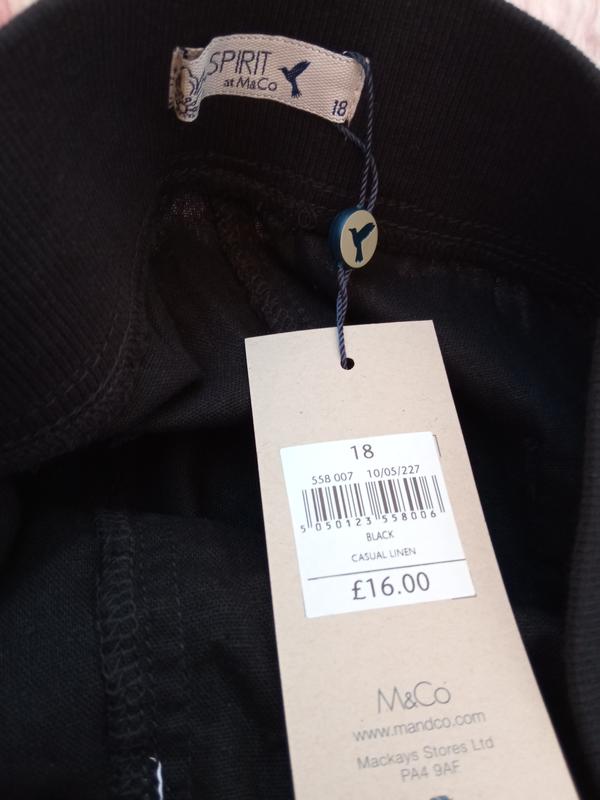 SPIRIT
at M&Co
18
18
558 007 10/05/227
5 050123 558006
BLACK
CASUAL LINEN
£16.00
M&Co
www.mandco.com
Mackays Stores Ltd
PA4 9AF